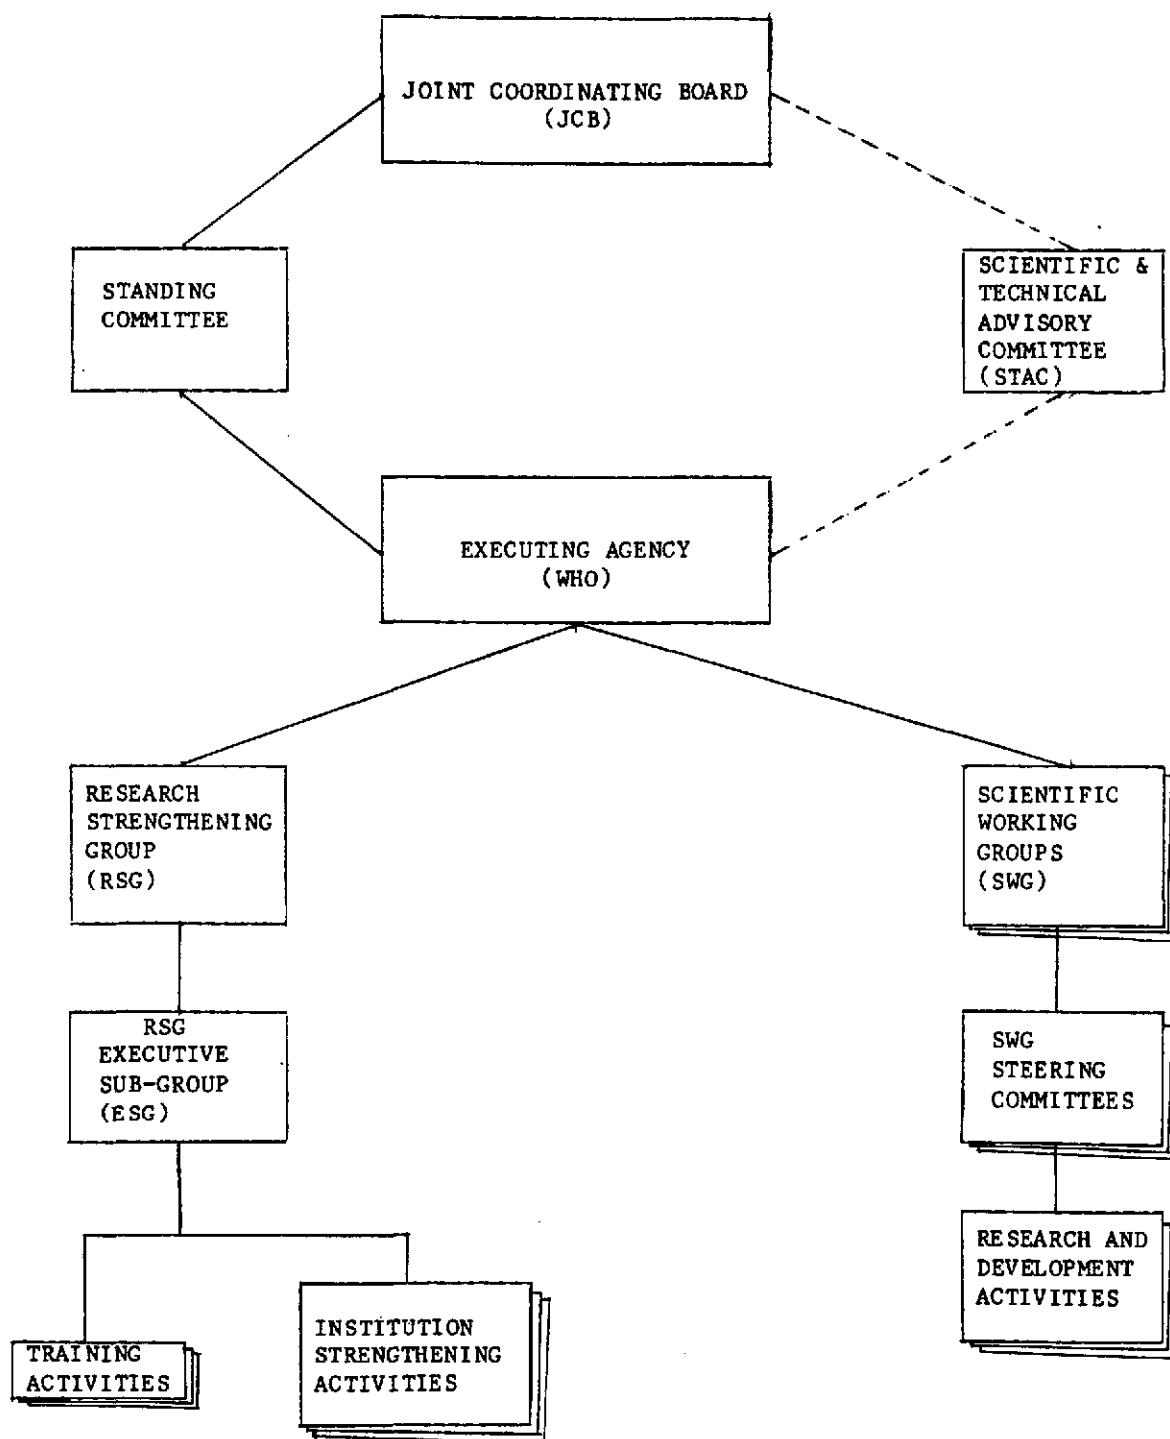 JOINT COORDINATING BOARD
(JCB)
STANDING
COMMITTEE
SCIENTIFIC &
TECHNICAL
ADVISORY
COMMITTEE
(STAC)
EXECUTING AGENCY
(WHO)
RESEARCH
STRENGTHENING
GROUP
(RSG)
SCIENTIFIC
WORKING
GROUPS
(SWG)
RSG
EXECUTIVE
SUB-GROUP
(ESG)
SWG
STEERING
COMMITTEES
RESEARCH AND
DEVELOPMENT
ACTIVITIES
INSTITUTION
STRENGTHENING
ACTIVITIES
TRAINING
ACTIVITIES